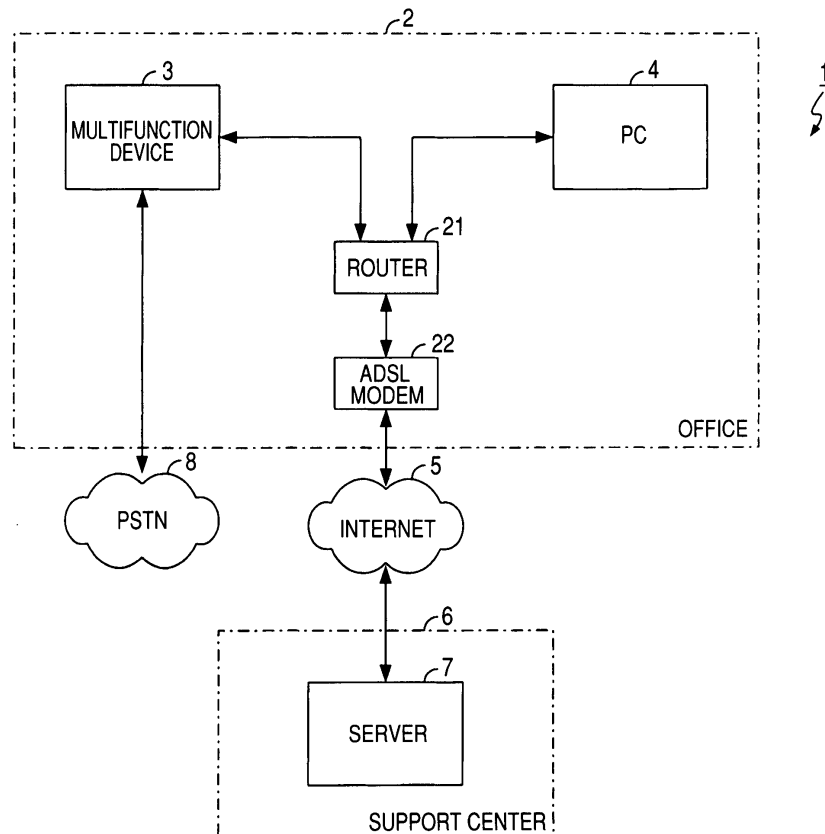 2
1
3
4
MULTIFUNCTION
DEVICE
PC
21
ROUTER
22
ADSL
MODEM
OFFICE
8
5
PSTN
INTERNET
6
7
SERVER
SUPPORT CENTER